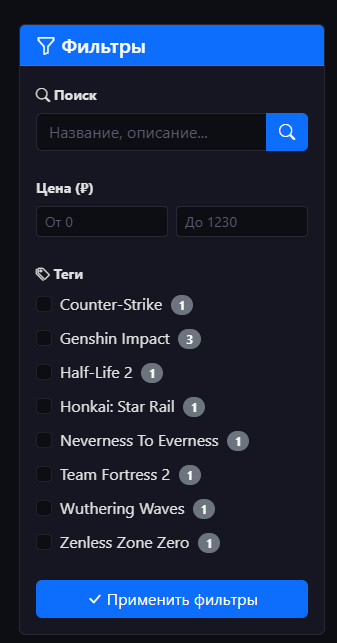 Фильтры
Поиск
Название, описание...
Цена (₽)
От 0 До 1230
Теги
Counter-Strike 1
Genshin Impact 3
Half-Life 2 1
Honkai: Star Rail 1
Neverness To Everness 1
Team Fortress 2 1
Wuthering Waves 1
Zenless Zone Zero 1
Применить фильтры